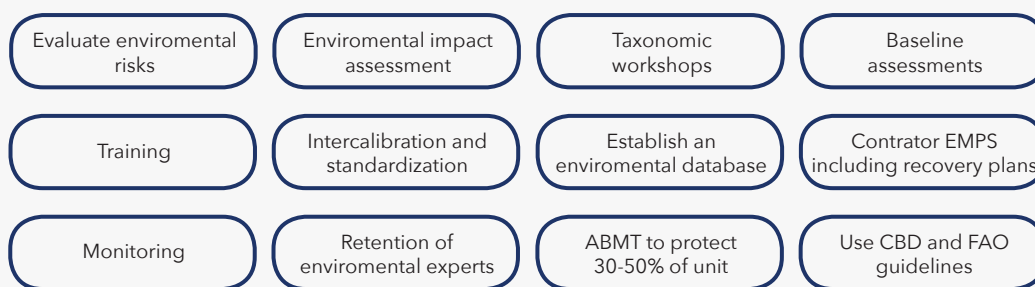 Evaluate enviromental
risks
Enviromental impact
assessment
Taxonomic
workshops
Baseline
assessments
Training
Intercalibration and
standardization
Establish an
enviromental database
Contrator EMPS
including recovery plans
Monitoring
Retention of
enviromental experts
ABMT to protect
30-50% of unit
Use CBD and FAO
guidelines